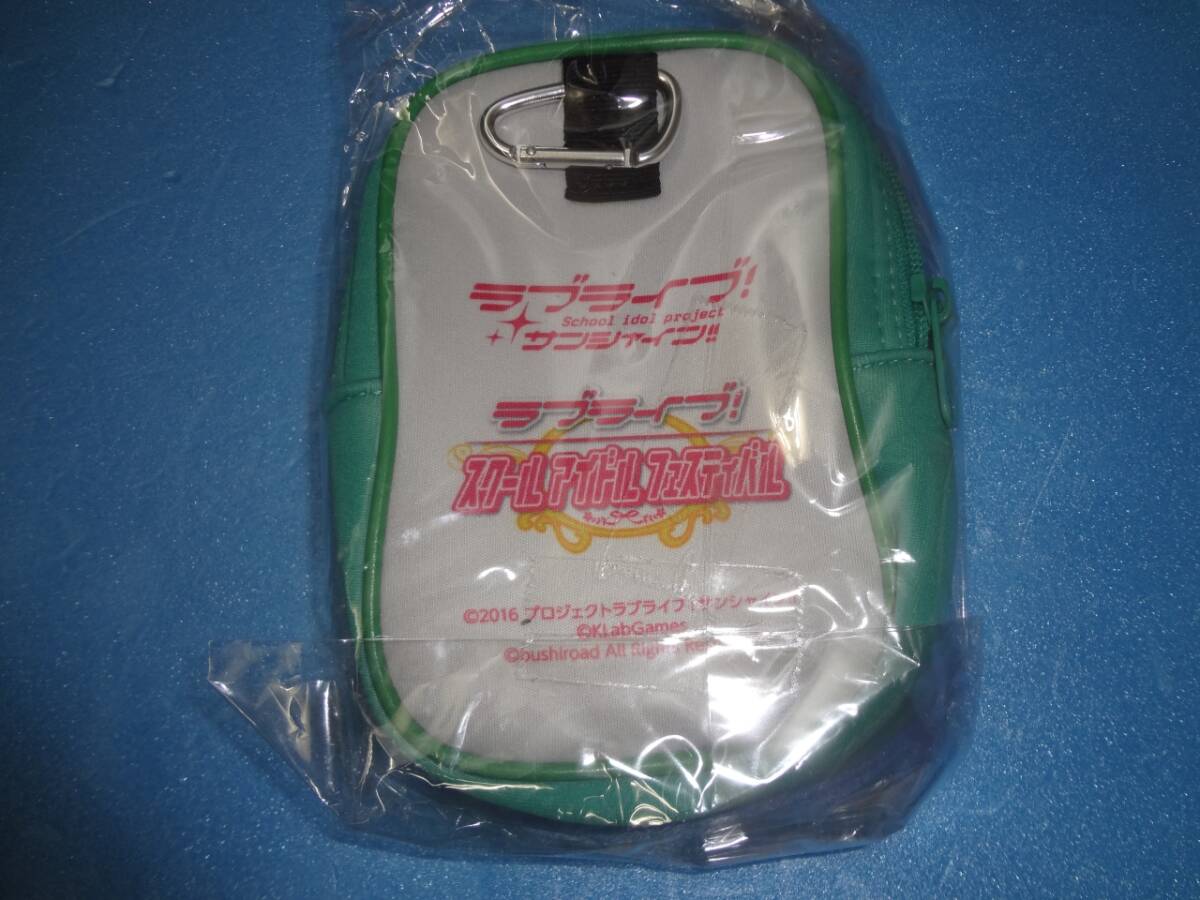 ラブライブ!
School idol project
サンシャイン!!
ラブライブ!
スクールアイドルフェスティバル
©2016 プロジェクトラブライブ!サンシャイン!!
©KLabGames
©bushiroad All Rights